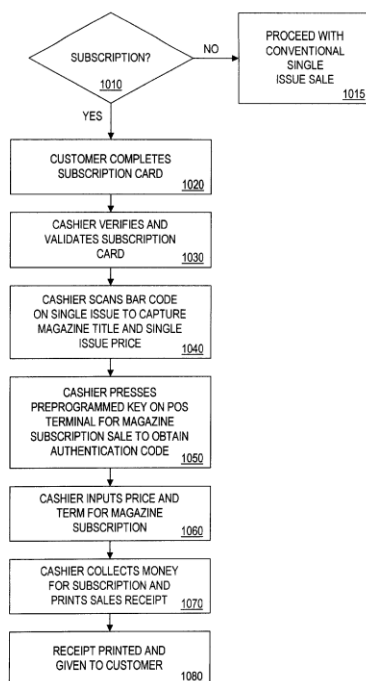 SUBSCRIPTION?
1010
NO
PROCEED WITH
CONVENTIONAL
SINGLE
ISSUE SALE
1015
YES
CUSTOMER COMPLETES
SUBSCRIPTION CARD
1020
CASHIER VERIFIES AND
VALIDATES SUBSCRIPTION
CARD
1030
CASHIER SCANS BAR CODE
ON SINGLE ISSUE TO CAPTURE
MAGAZINE TITLE AND SINGLE
ISSUE PRICE
1040
CASHIER PRESSES
PREPROGRAMMED KEY ON POS
TERMINAL FOR MAGAZINE
SUBSCRIPTION SALE TO OBTAIN
AUTHENTICATION CODE
1050
CASHIER INPUTS PRICE AND
TERM FOR MAGAZINE
SUBSCRIPTION
1060
CASHIER COLLECTS MONEY
FOR SUBSCRIPTION AND
PRINTS SALES RECEIPT
1070
RECEIPT PRINTED AND
GIVEN TO CUSTOMER
1080